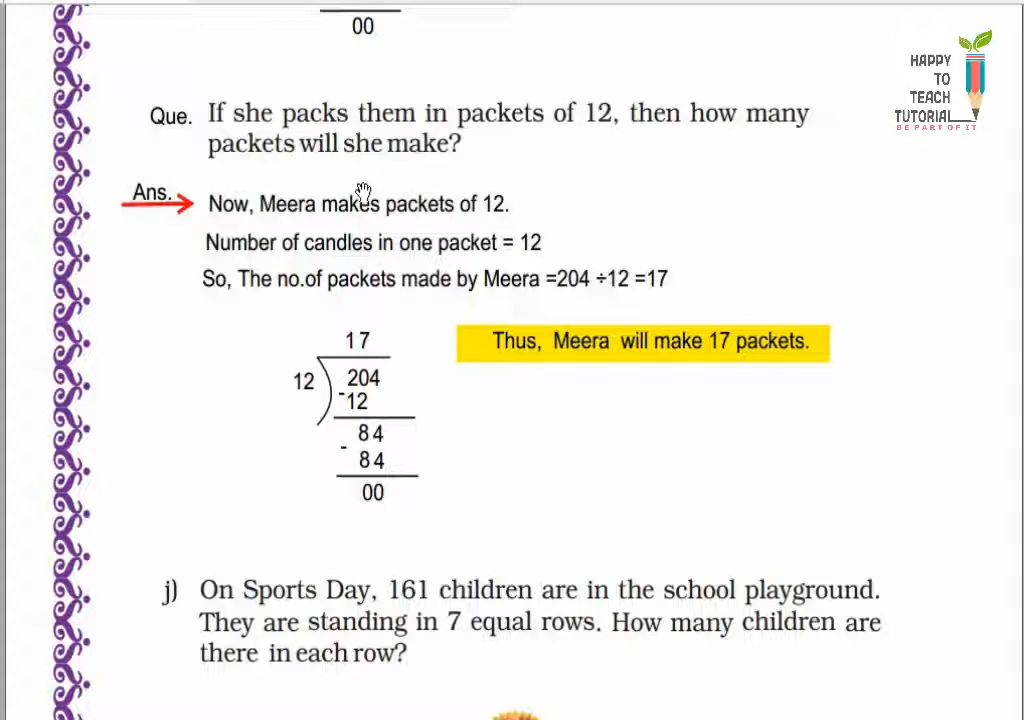 00
HAPPY
TO
TEACH
TUTORIAL
BE PART OF IT
Que. If she packs them in packets of 12, then how many
packets will she make?
Ans.
Now, Meera makes packets of 12.
Number of candles in one packet = 12
So, The no.of packets made by Meera =204 ÷12 =17
17
Thus, Meera will make 17 packets.
12 204
-12
84
- 84
00
j) On Sports Day, 161 children are in the school playground.
They are standing in 7 equal rows. How many children are
there in each row?